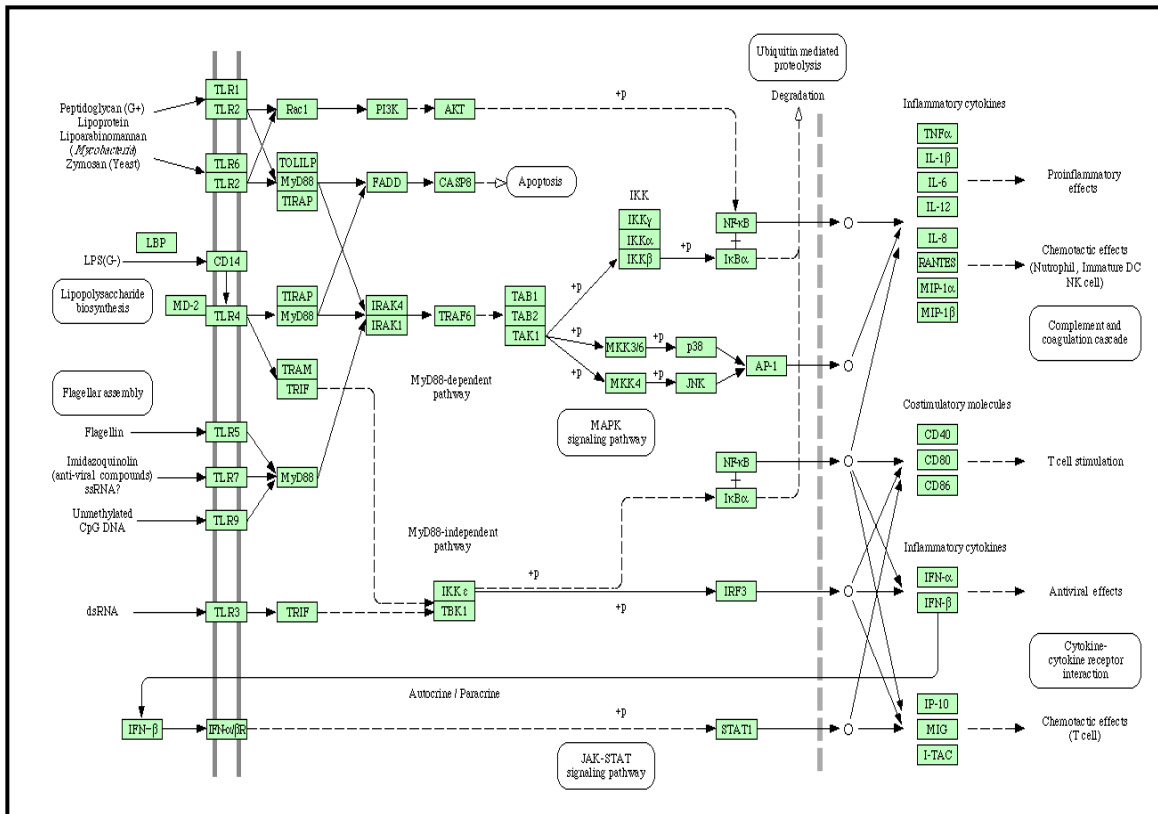 Ubiquitin mediated
proteolysis
Degradation
Inflammatory cytokines
TLR1
TLR2
Rac1
PI3K
AKT
+p
Peptidoglycan (G+)
Lipoprotein
Lipoarabinomannan
(Mycobacteria)
Zymosan (Yeast)
TNFα
IL-1β
IL-6
IL-12
Proinflammatory
effects
TLR6
TLR2
TOLILP
MyD88
TIRAP
FADD
CASP8
Apoptosis
IKK
IKKγ
IKKα
IKKβ
+p
NF-κB
IκBα
LBP
LPS(G-)
CD14
IL-8
RANTES
MIP-1α
MIP-1β
Chemotactic effects
(Nutrophil, Immature DC
NK cell)
Lipopolysaccharide
biosynthesis
MD-2
TLR4
TIRAP
MyD88
IRAK4
IRAK1
TRAF6
TAB1
TAB2
TAK1
+p
+p
+p
MKK3/6
+p
p38
MKK4
+p
JNK
AP-1
Complement and
coagulation cascade
TRAM
TRIF
MyD88-dependent
pathway
MAPK
signaling pathway
Flagellar assembly
Flagellin
TLR5
Imidazoquinolin
(anti-viral compounds)
ssRNA?
TLR7
MyD88
Unmethylated
CpG DNA
TLR9
Costimulatory molecules
CD40
CD80
CD86
T cell stimulation
NF-κB
IκBα
MyD88-independent
pathway
+p
IKKε
TBK1
+p
IRF3
Inflammatory cytokines
IFN-α
IFN-β
Antiviral effects
dsRNA
TLR3
TRIF
Cytokine-
cytokine receptor
interaction
Autocrine / Paracrine
IFN-β
IFN-α/βR
+p
STAT1
IP-10
MIG
I-TAC
Chemotactic effects
(T cell)
JAK-STAT
signaling pathway